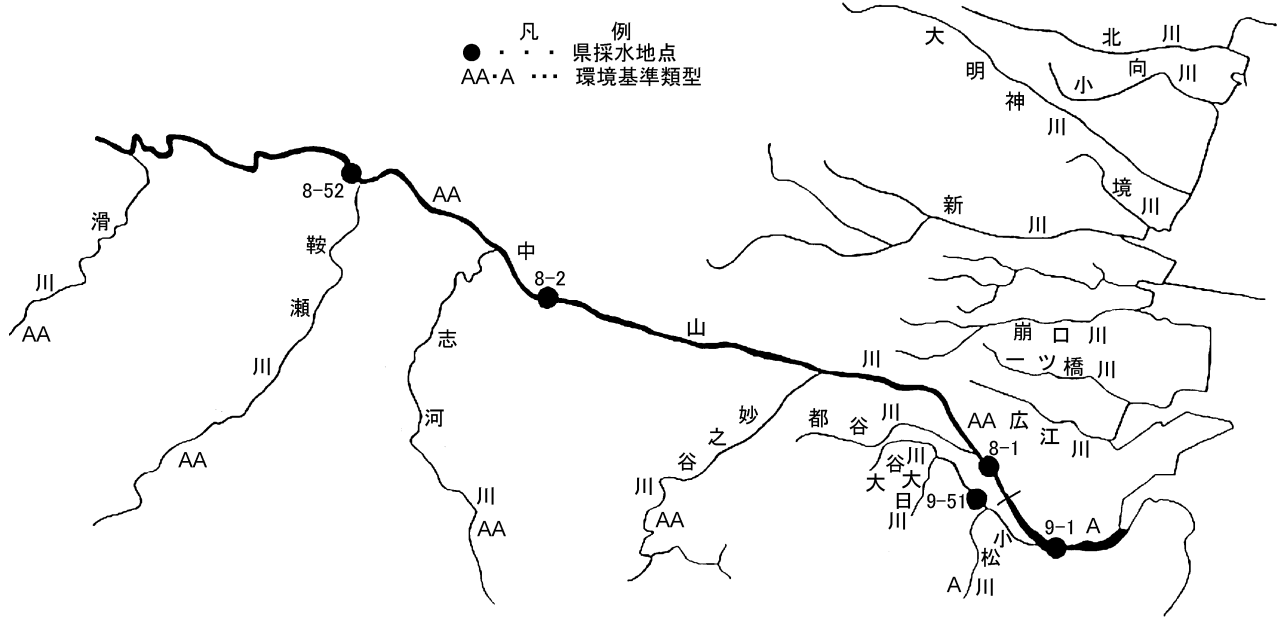 凡 例
●・・・県採水地点
AA・A ･･･ 環境基準類型
北川
小向川
大明神川
境川
新川
崩口川
一ツ橋川
広江川
滑川
AA
8-52
鞍瀬川
AA
AA
中山川
8-2
志河川
AA
妙之谷川
AA
都谷川
AA
8-1
大谷川
大日川
9-51
小松川
A
9-1
A